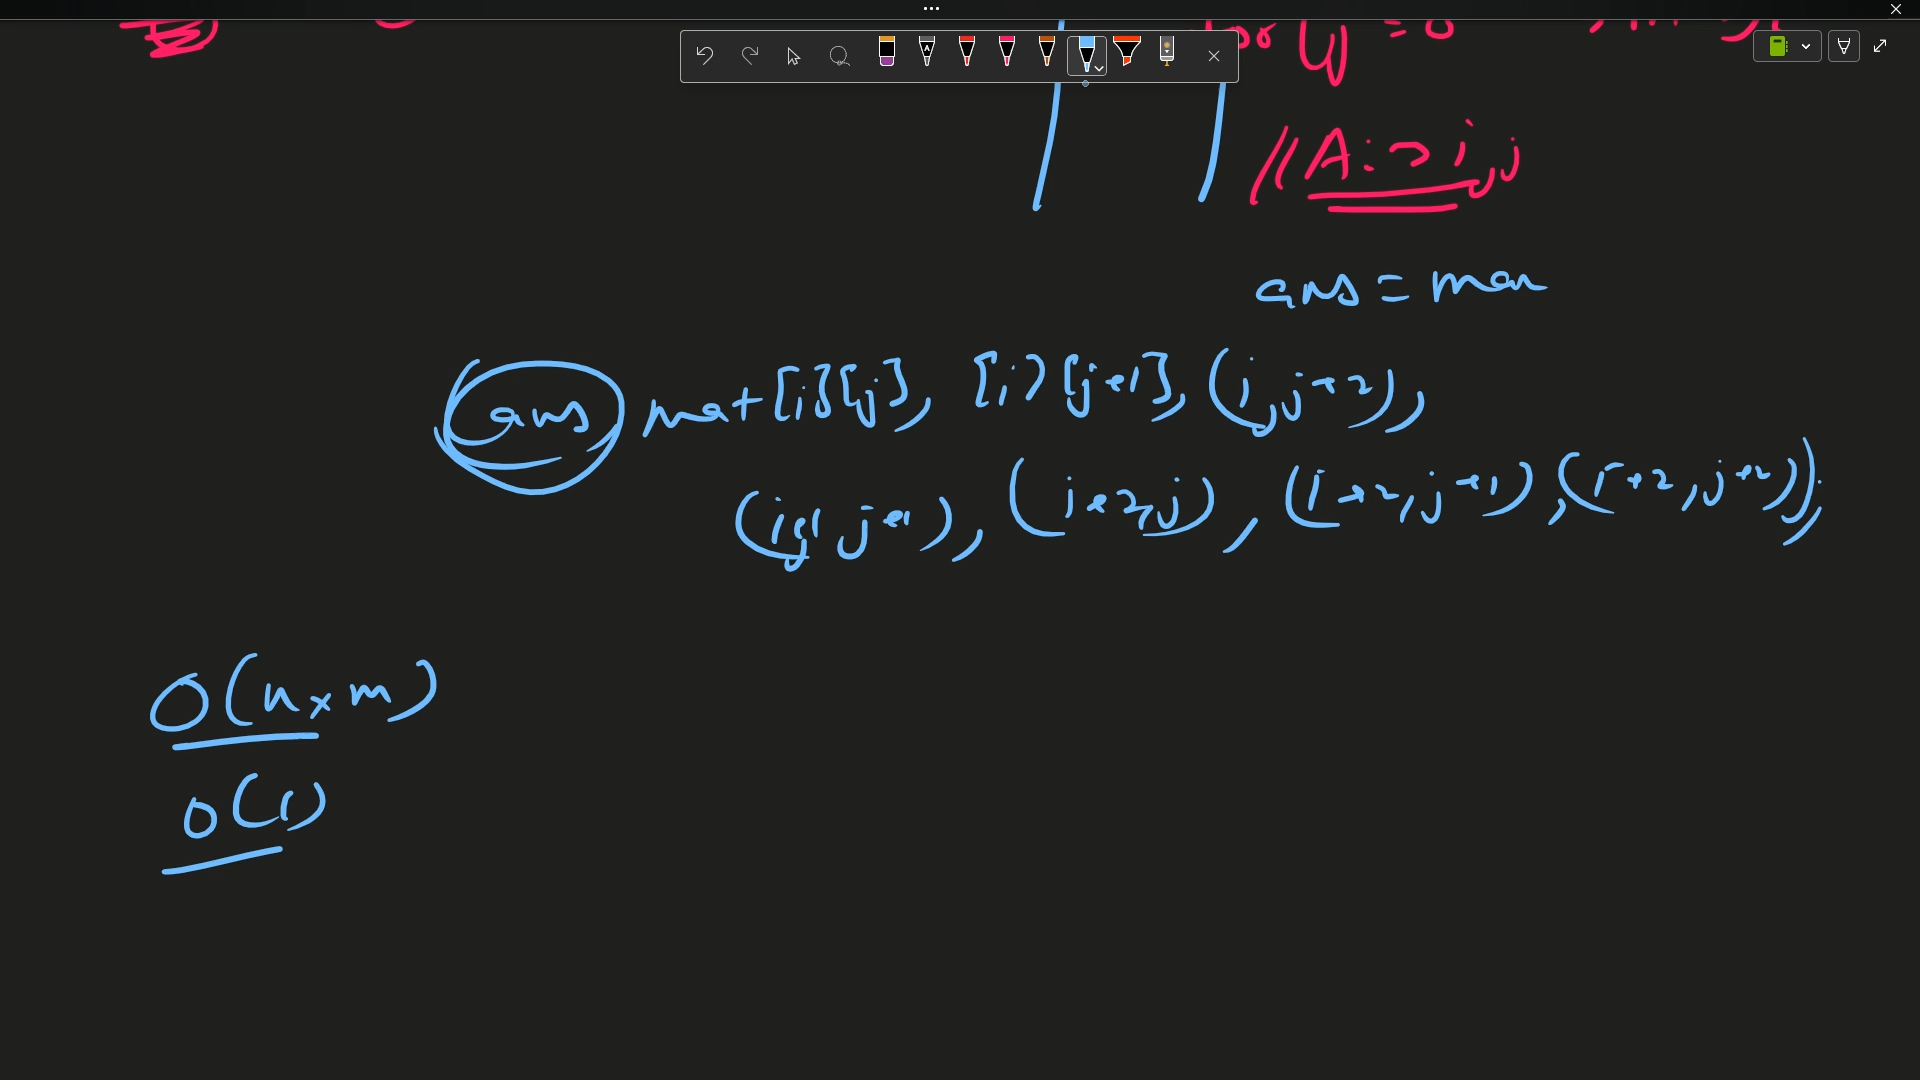 //A:> i,j
ans = max
ans mat[i][j], [i][j+1], (i,j+2),
(i+1 j+1), (i+2,j), (i+2,j+1), (i+2,j+2));
O(n×m)
O(1)